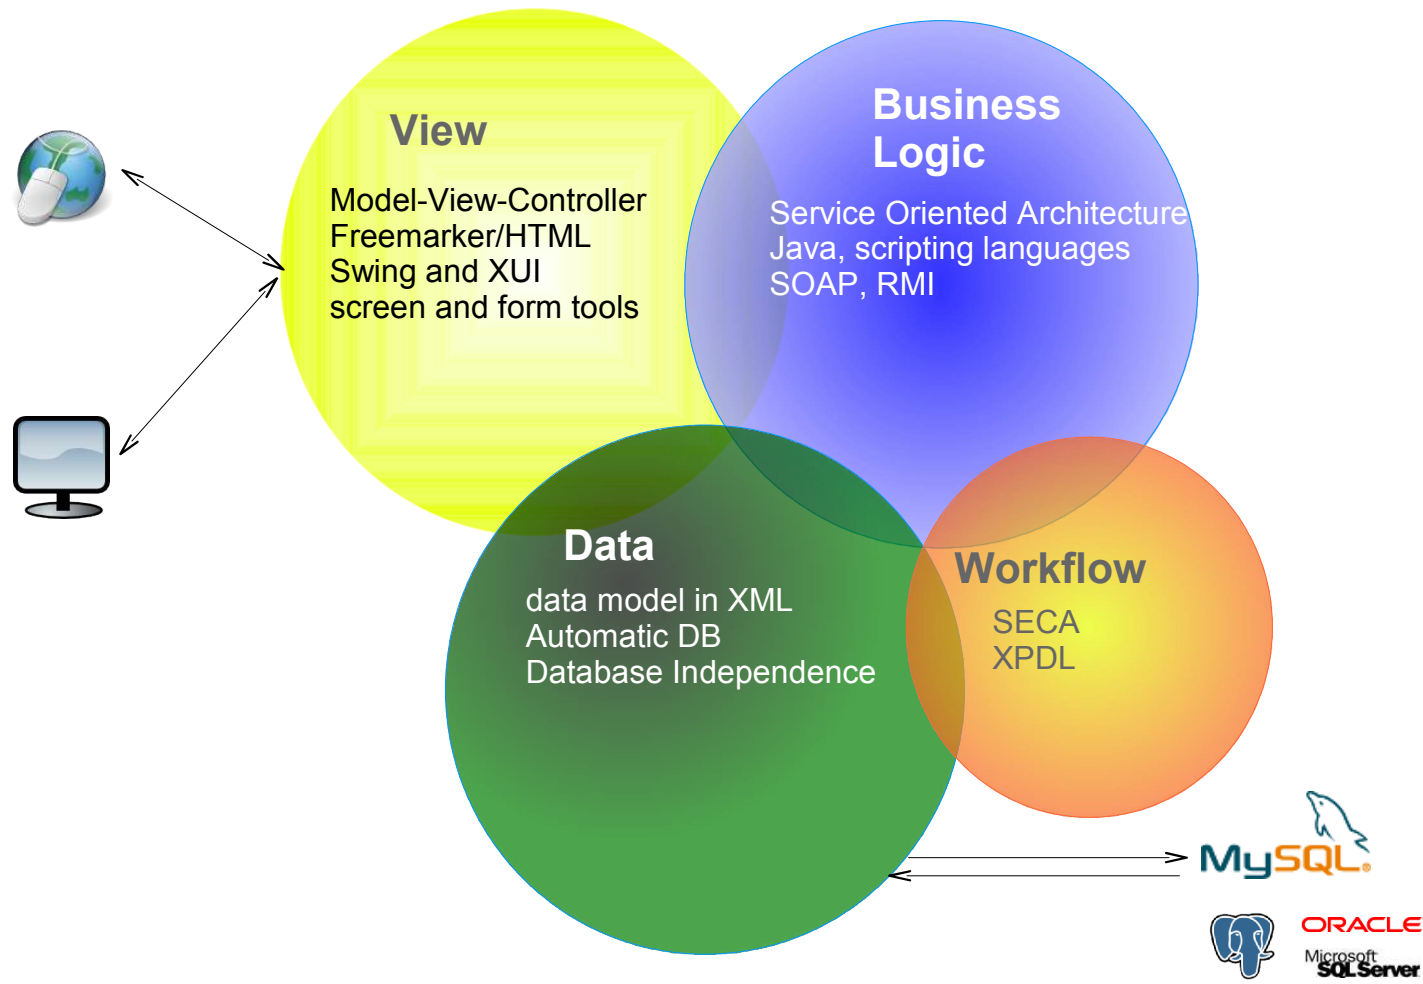 View
Model-View-Controller
Freemarker/HTML
Swing and XUI
screen and form tools
Business
Logic
Service Oriented Architecture
Java, scripting languages
SOAP, RMI
Data
data model in XML
Automatic DB
Database Independence
Workflow
SECA
XPDL
MySQL®
ORACLE
Microsoft
SQL Server